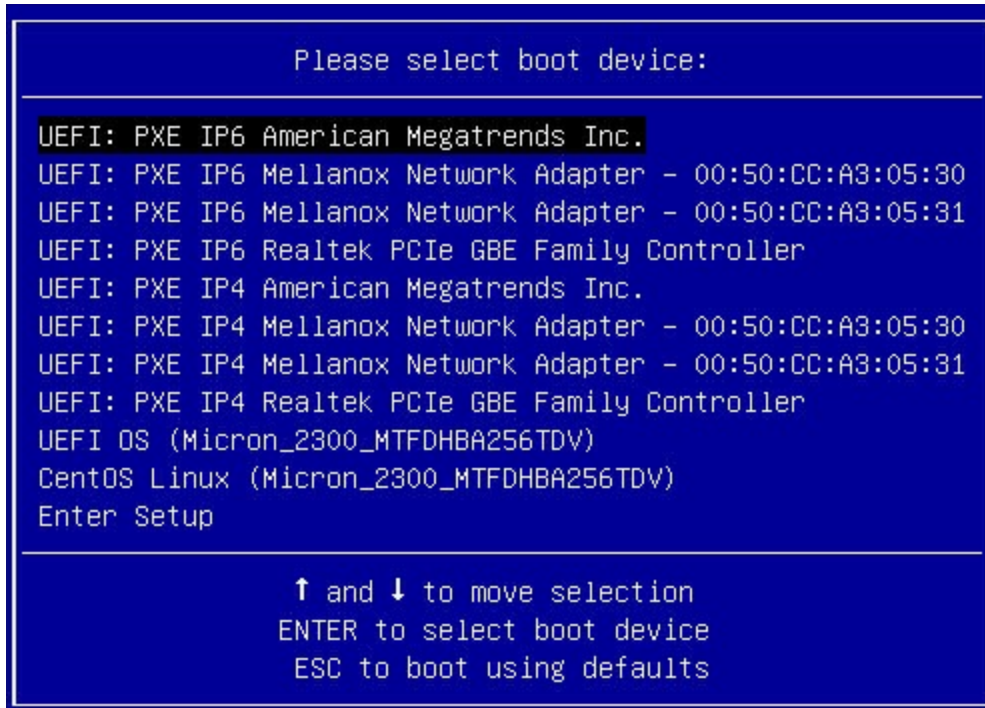 Please select boot device:
UEFI: PXE IP6 American Megatrends Inc.
UEFI: PXE IP6 Mellanox Network Adapter - 00:50:CC:A3:05:30
UEFI: PXE IP6 Mellanox Network Adapter - 00:50:CC:A3:05:31
UEFI: PXE IP6 Realtek PCIe GBE Family Controller
UEFI: PXE IP4 American Megatrends Inc.
UEFI: PXE IP4 Mellanox Network Adapter - 00:50:CC:A3:05:30
UEFI: PXE IP4 Mellanox Network Adapter - 00:50:CC:A3:05:31
UEFI: PXE IP4 Realtek PCIe GBE Family Controller
UEFI OS (Micron_2300_MTFDHBA256TDV)
CentOS Linux (Micron_2300_MTFDHBA256TDV)
Enter Setup
↑ and ↓ to move selection
ENTER to select boot device
ESC to boot using defaults